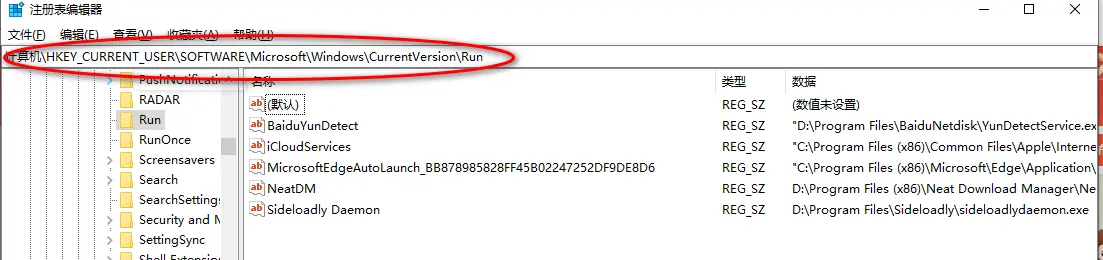 注册表编辑器
文件(F) 编辑(E) 查看(V) 收藏夹(A) 帮助(H)
计算机\HKEY_CURRENT_USER\SOFTWARE\Microsoft\Windows\CurrentVersion\Run
PushNotifica
RADAR
Run
RunOnce
Screensavers
Search
SearchSettings
Security and M
SettingSync
Shell Extension
名称 类型 数据
(默认) REG_SZ (数值未设置)
BaiduYunDetect REG_SZ "D:\Program Files\BaiduNetdisk\YunDetectService.ex
iCloudServices REG_SZ "C:\Program Files (x86)\Common Files\Apple\Interne
MicrosoftEdgeAutoLaunch_BB878985828FF45B02247252DF9DE8D6 REG_SZ "C:\Program Files (x86)\Microsoft\Edge\Application\
NeatDM REG_SZ D:\Program Files (x86)\Neat Download Manager\Ne
Sideloadly Daemon REG_SZ D:\Program Files\Sideloadly\sideloadlydaemon.exe